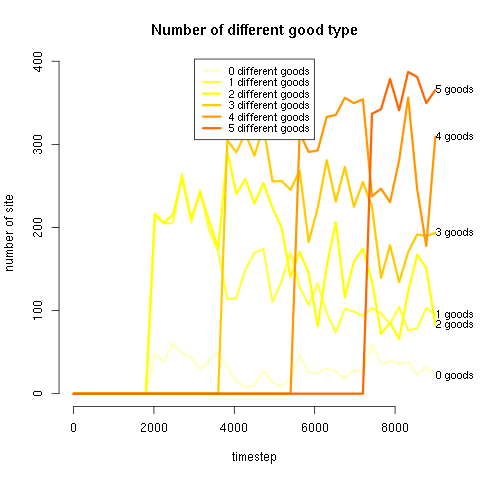 Number of different good type
number of site
400
300
200
100
0
0 different goods
1 different goods
2 different goods
3 different goods
4 different goods
5 different goods
5 goods
4 goods
3 goods
1 goods
2 goods
0 goods
0
2000
4000
6000
8000
timestep